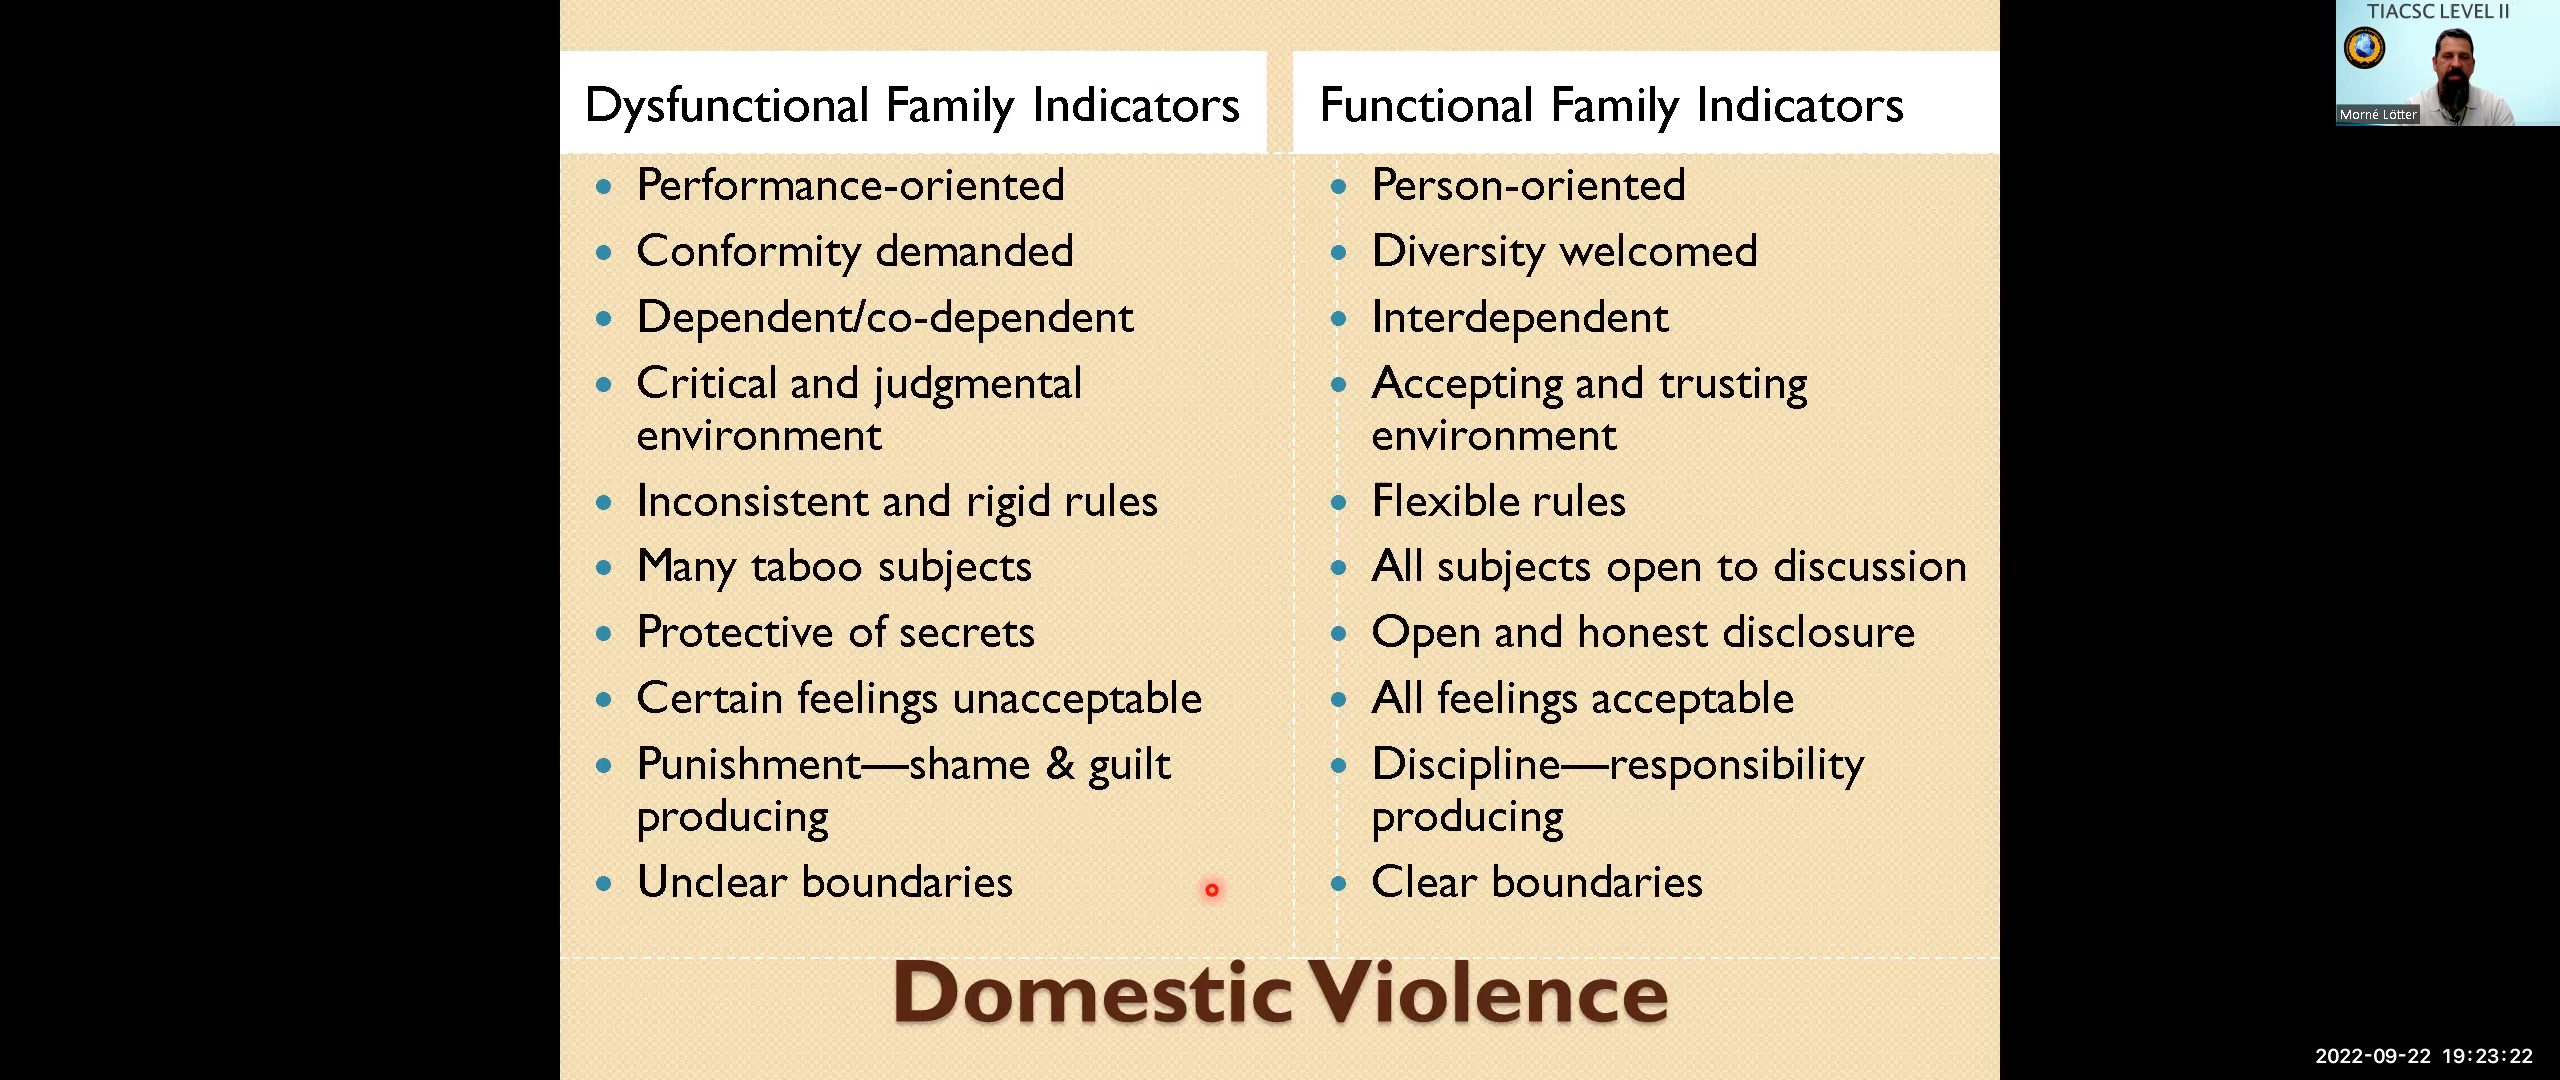 Dysfunctional Family Indicators
• Performance-oriented
• Conformity demanded
• Dependent/co-dependent
• Critical and judgmental
environment
• Inconsistent and rigid rules
• Many taboo subjects
• Protective of secrets
• Certain feelings unacceptable
• Punishment—shame & guilt
producing
• Unclear boundaries
Functional Family Indicators
• Person-oriented
• Diversity welcomed
• Interdependent
• Accepting and trusting
environment
• Flexible rules
• All subjects open to discussion
• Open and honest disclosure
• All feelings acceptable
• Discipline—responsibility
producing
• Clear boundaries
Domestic Violence
TIACSC LEVEL II
Morné Lötter
2022-09-22 19:23:22